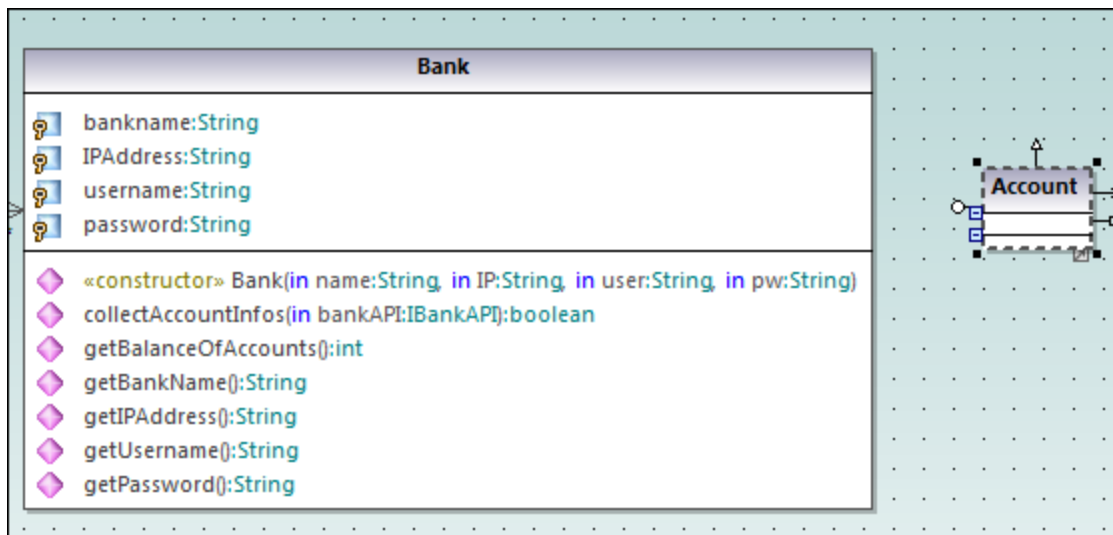 Bank
bankname:String
IPAddress:String
username:String
password:String
«constructor» Bank(in name:String, in IP:String, in user:String, in pw:String)
collectAccountInfos(in bankAPI:IBankAPI):boolean
getBalanceOfAccounts():int
getBankName():String
getIPAddress():String
getUsername():String
getPassword():String
Account